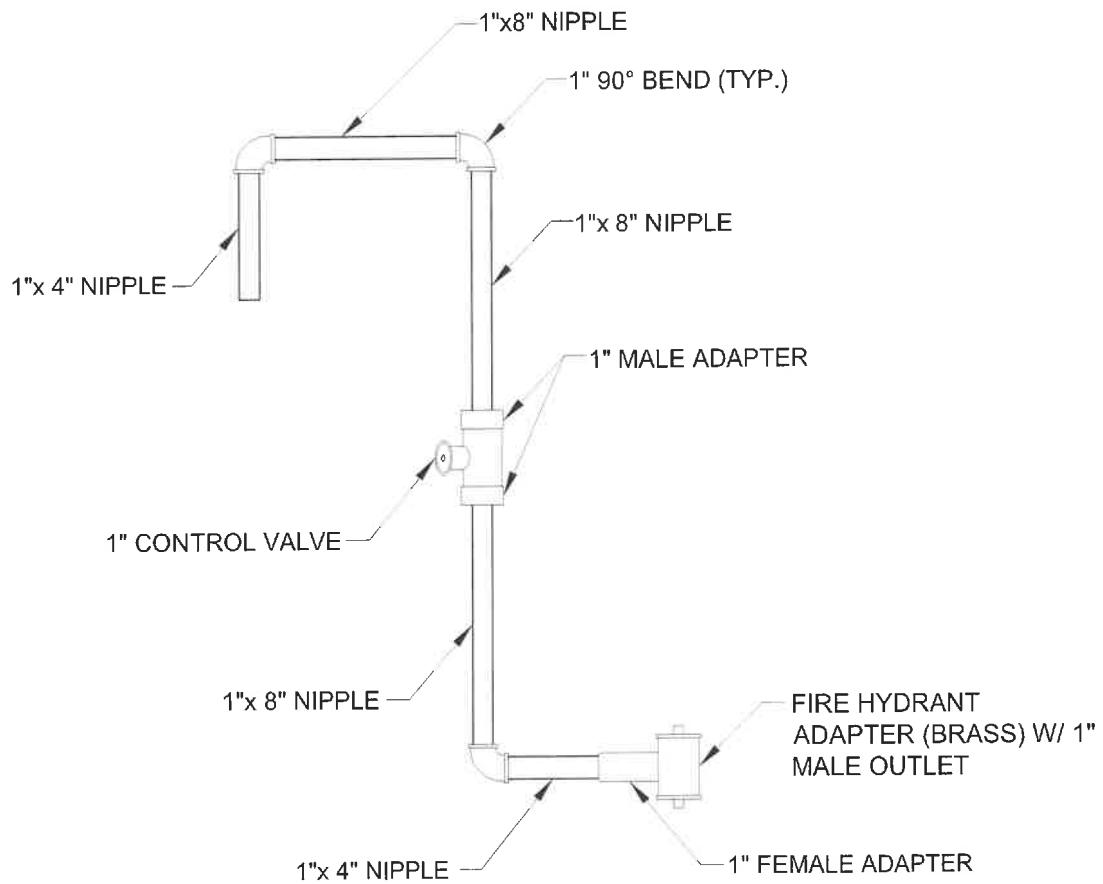 1"x8" NIPPLE
1" 90° BEND (TYP.)
1"x 8" NIPPLE
1"x 4" NIPPLE
1" MALE ADAPTER
1" CONTROL VALVE
1"x 8" NIPPLE
FIRE HYDRANT
ADAPTER (BRASS) W/ 1"
MALE OUTLET
1"x 4" NIPPLE
1" FEMALE ADAPTER